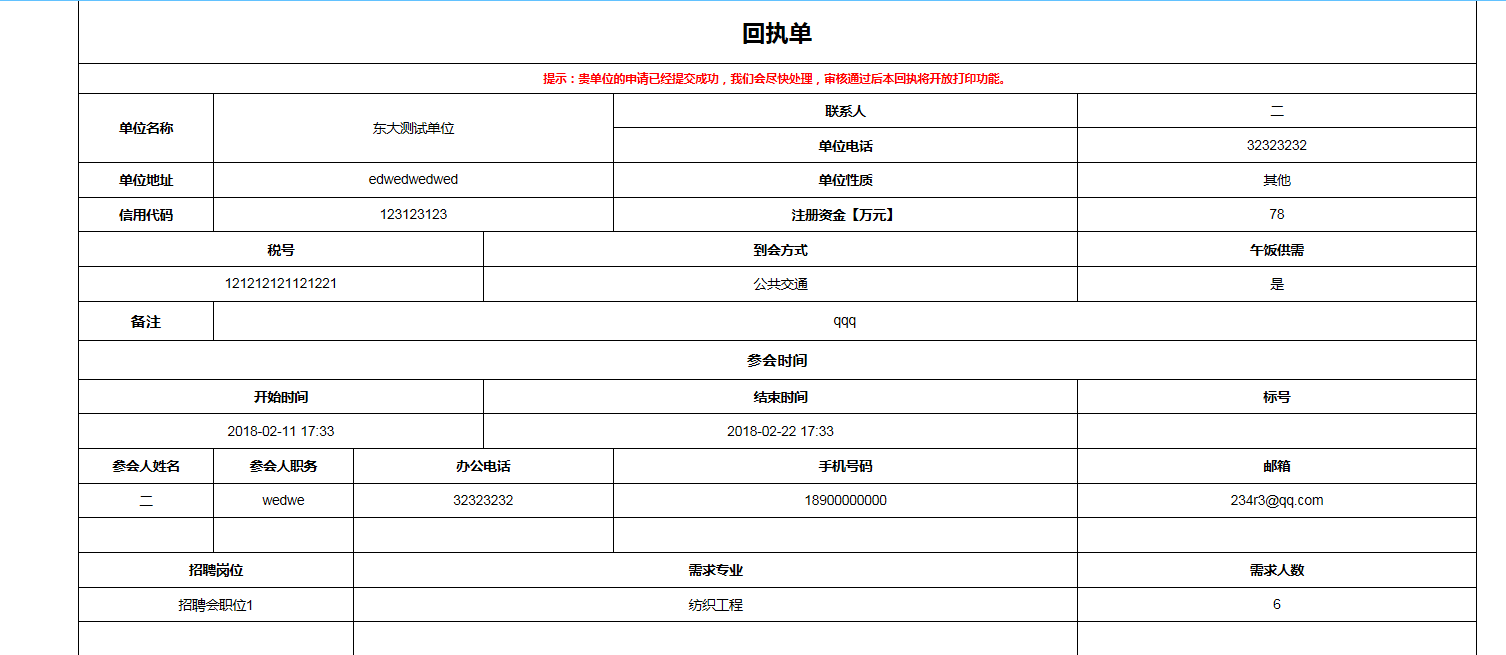 回执单
提示：贵单位的申请已经提交成功，我们会尽快处理，审核通过后本回执将开放打印功能。
单位名称 东大测试单位 联系人 二
单位电话 32323232
单位地址 edwedwedwed 单位性质 其他
信用代码 123123123 注册资金【万元】 78
税号 到会方式 午饭供需
121212121121221 公共交通 是
备注 qqq
参会时间
开始时间 结束时间 标号
2018-02-11 17:33 2018-02-22 17:33
参会人姓名 参会人职务 办公电话 手机号码 邮箱
二 wedwe 32323232 18900000000 234r3@qq.com
招聘岗位 需求专业 需求人数
招聘会职位1 纺织工程 6